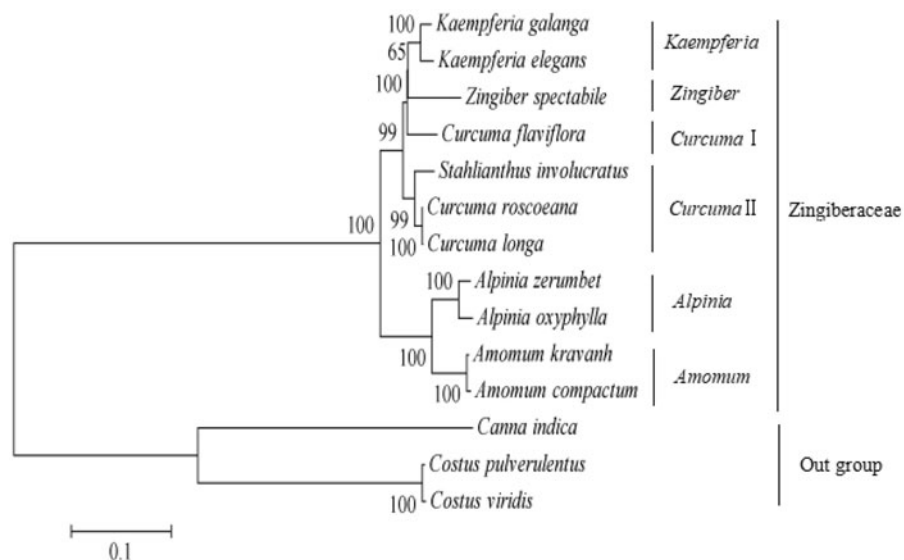 100
Kaempferia galanga
65
Kaempferia elegans
Kaempferia
100
Zingiber spectabile
Zingiber
99
Curcuma flaviflora
Curcuma I
Stahlianthus involucratus
99
Curcuma roscoeana
Curcuma II
Zingiberaceae
100
100
Curcuma longa
100
Alpinia zerumbet
Alpinia
Alpinia oxyphylla
100
Amomum kravanh
Amomum
100
Amomum compactum
Canna indica
Costus pulverulentus
Out group
100
Costus viridis
0.1